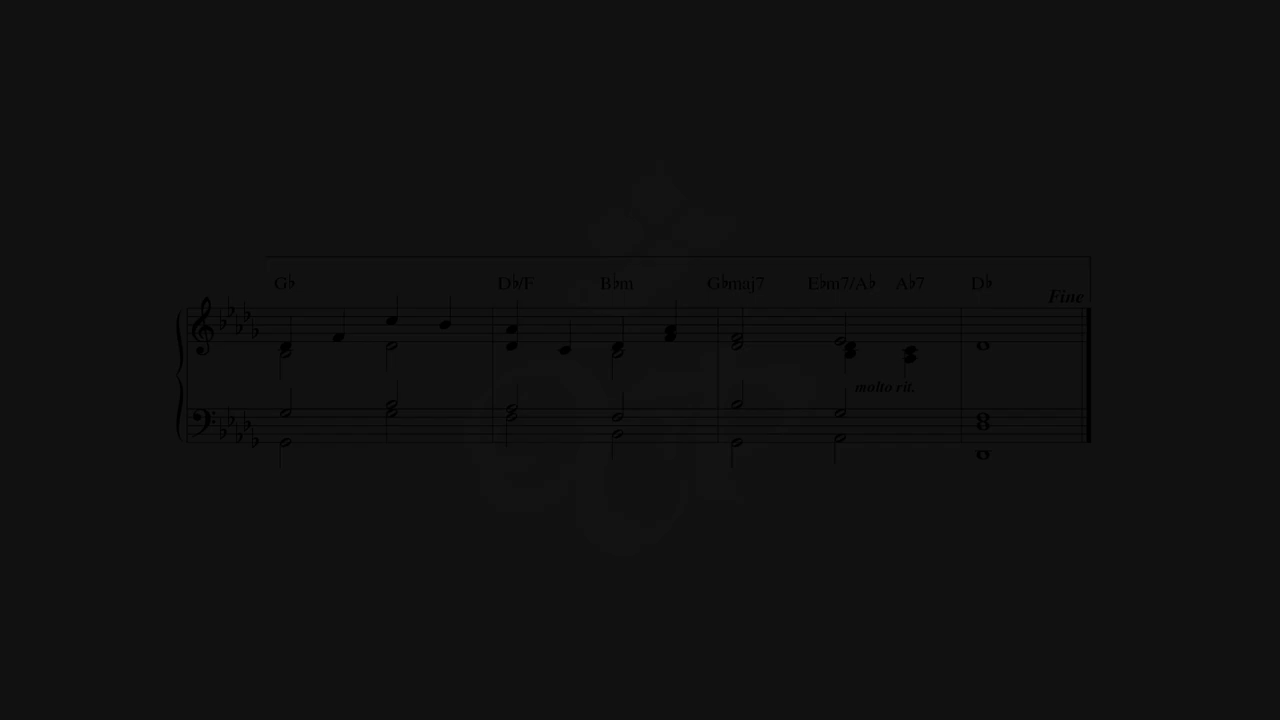 G♭ D♭/F B♭m G♭maj7 E♭m7/A♭ A♭7 D♭
Fine
molto rit.